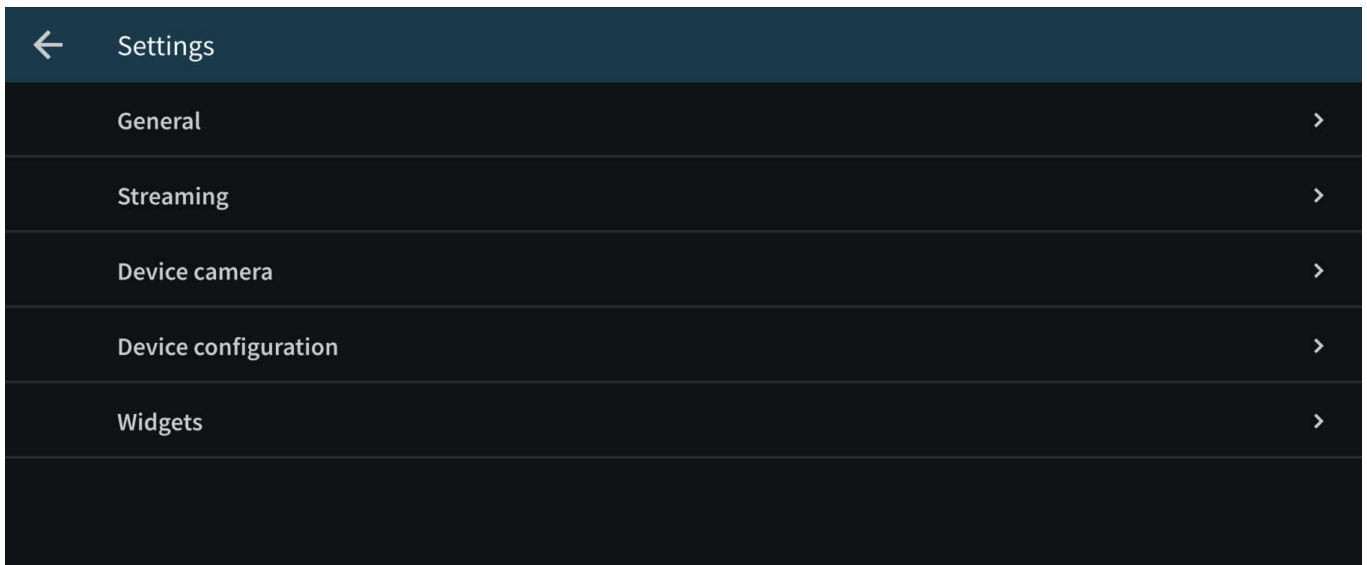 Settings
General
Streaming
Device camera
Device configuration
Widgets